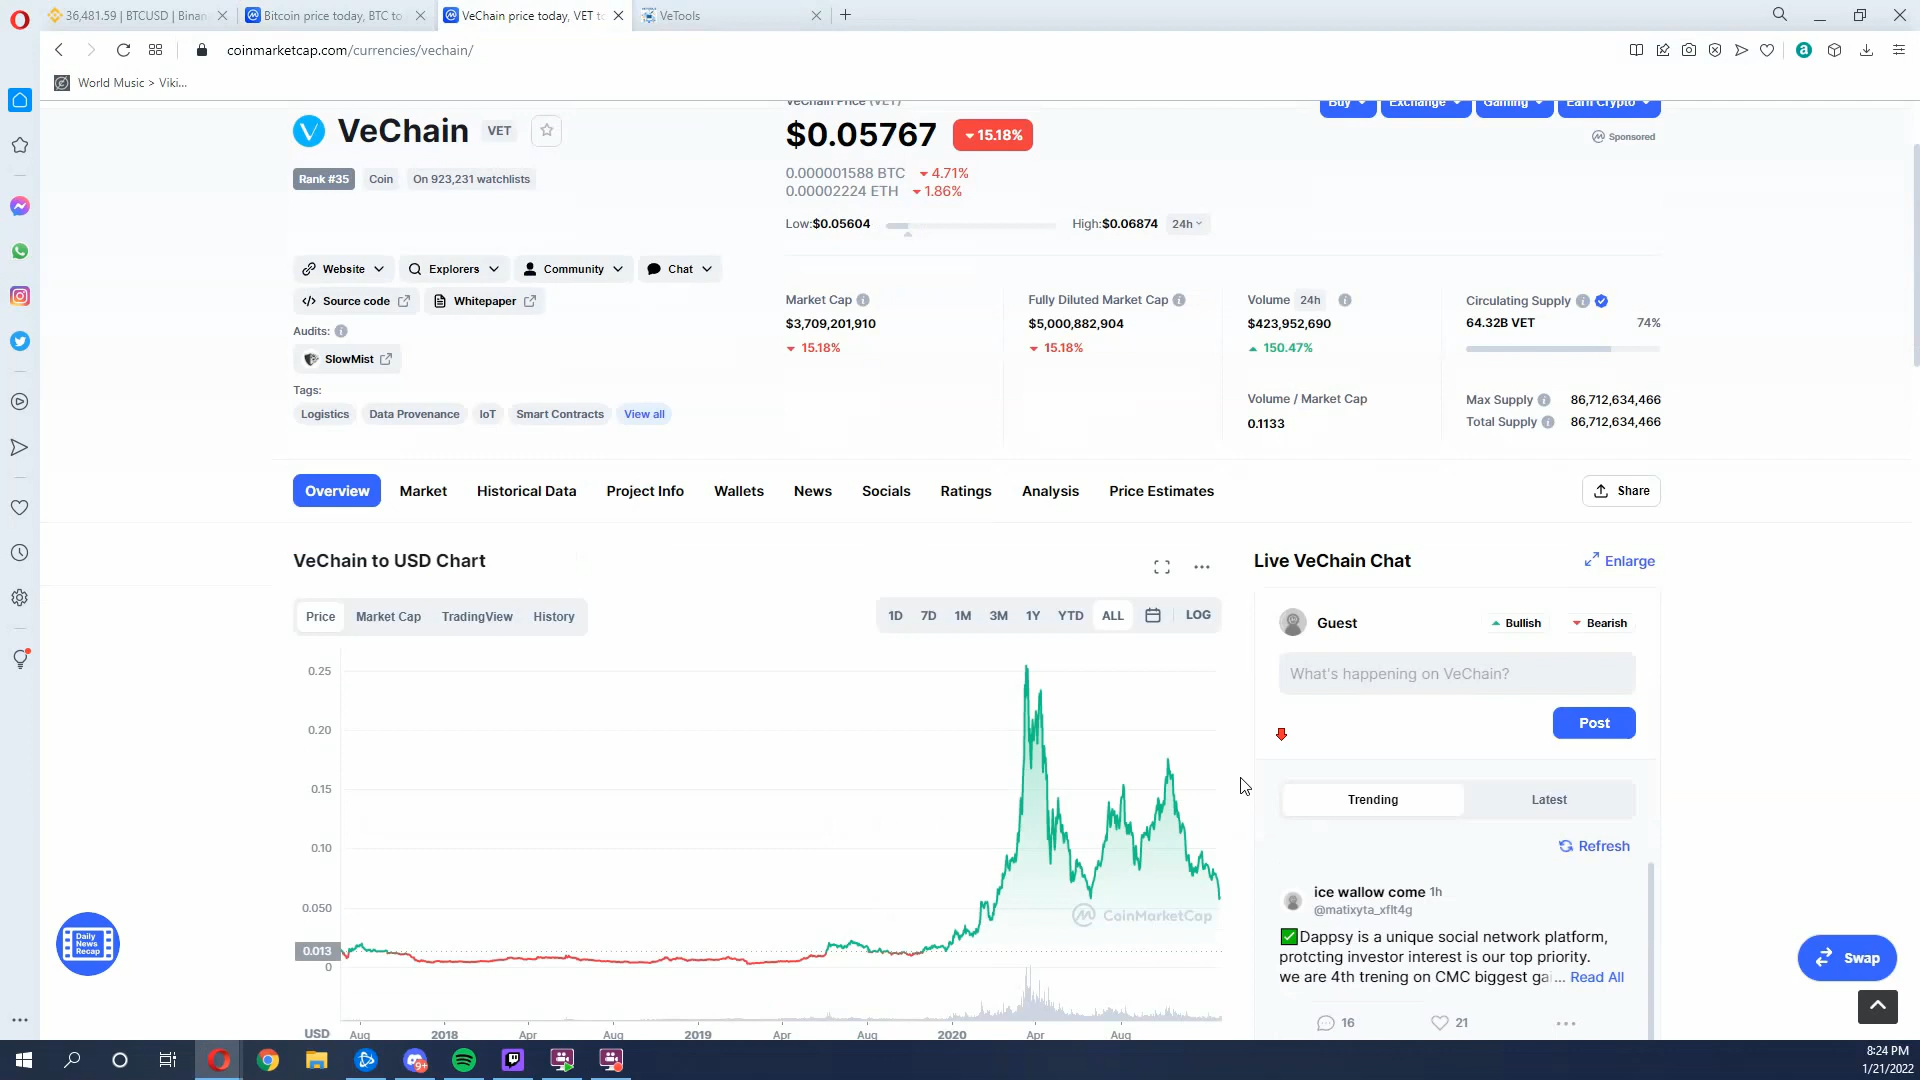 36,481.59 | BTCUSD | Binan
Bitcoin price today, BTC to
VeChain price today, VET to
VeTools
coinmarketcap.com/currencies/vechain/
World Music > Viki...
VeChain VET
Rank #35 Coin On 923,231 watchlists
Website Explorers Community Chat
Source code Whitepaper
Audits:
SlowMist
Tags:
Logistics Data Provenance IoT Smart Contracts View all
VeChain Price (VET)
$0.05767 15.18%
0.000001588 BTC 4.71%
0.00002224 ETH 1.86%
Low:$0.05604 High:$0.06874 24h
Buy Exchange Gaming Earn Crypto
Sponsored
Market Cap
$3,709,201,910
15.18%
Fully Diluted Market Cap
$5,000,882,904
15.18%
Volume 24h
$423,952,690
150.47%
Volume / Market Cap
0.1133
Circulating Supply
64.32B VET 74%
Max Supply 86,712,634,466
Total Supply 86,712,634,466
Overview Market Historical Data Project Info Wallets News Socials Ratings Analysis Price Estimates Share
VeChain to USD Chart
Price Market Cap TradingView History
1D 7D 1M 3M 1Y YTD ALL LOG
0.25
0.20
0.15
0.10
0.050
0.013
0
CoinMarketCap
USD Aug 2018 Apr Aug 2019 Apr Aug 2020 Apr Aug
Live VeChain Chat Enlarge
Guest Bullish Bearish
What's happening on VeChain?
Post
Trending Latest
Refresh
ice wallow come 1h
@matixyta_xflt4g
✅Dappsy is a unique social network platform,
protcting investor interest is our top priority.
we are 4th trening on CMC biggest gai... Read All
16 21
Daily
News
Recap
Swap
9+
8:24 PM
1/21/2022